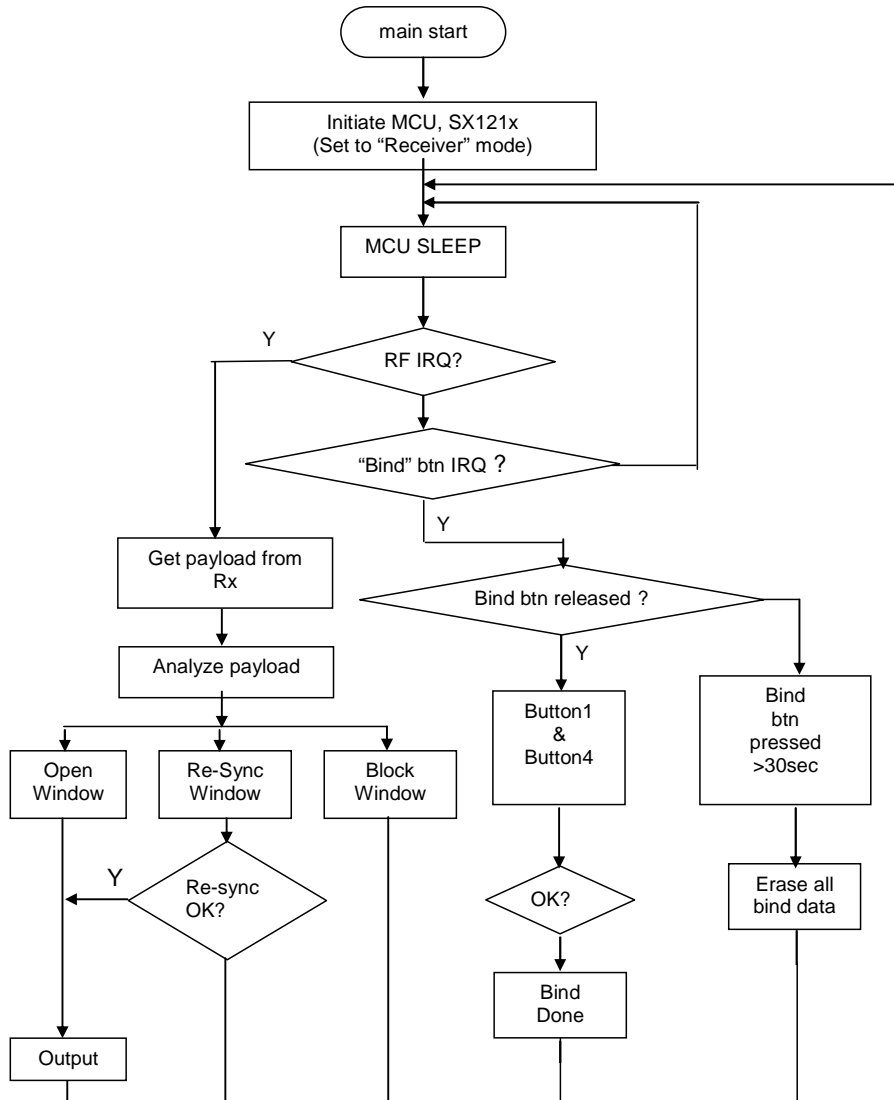 main start
Initiate MCU, SX121x
(Set to “Receiver” mode)
MCU SLEEP
Y
RF IRQ?
“Bind” btn IRQ ?
Y
Get payload from
Rx
Bind btn released ?
Y
Analyze payload
Button1
&
Button4
Bind
btn
pressed
>30sec
Open
Window
Re-Sync
Window
Block
Window
Y
Re-sync
OK?
OK?
Erase all
bind data
Bind
Done
Output